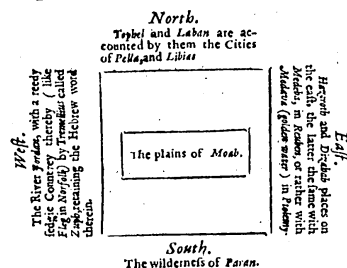 North.
Tophel and Laban are ac-
counted by them the Cities
of Pella, and Libias
West.
The River Jordan, with a reedy
sedgie Countrey thereby (like
Fleg in Norfolk) by Tremellius called
Zuph, retaining the Hebrew word
therein.
The plains of Moab.
East.
Hazeroth and Dizahab places on
the east, the latter the same with
Medeba, in Reuben, or rather with
Medava (golden water) in Ptolemy.
South.
The wilderness of Paran.